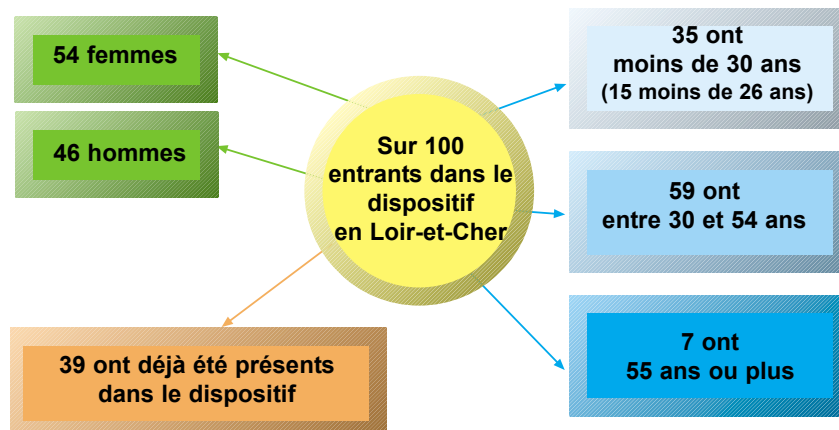 54 femmes
46 hommes
Sur 100
entrants dans le
dispositif
en Loir-et-Cher
35 ont
moins de 30 ans
(15 moins de 26 ans)
59 ont
entre 30 et 54 ans
7 ont
55 ans ou plus
39 ont déjà été présents
dans le dispositif